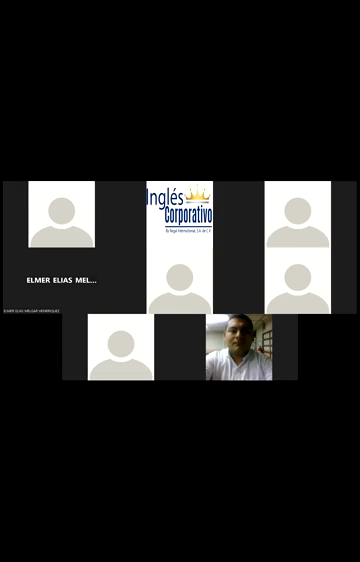 Inglés
Corporativo
By Regal International, S.A. de C.V.
ELMER ELIAS MEL...
ELMER ELIAS MELGAR HENRRIQUEZ